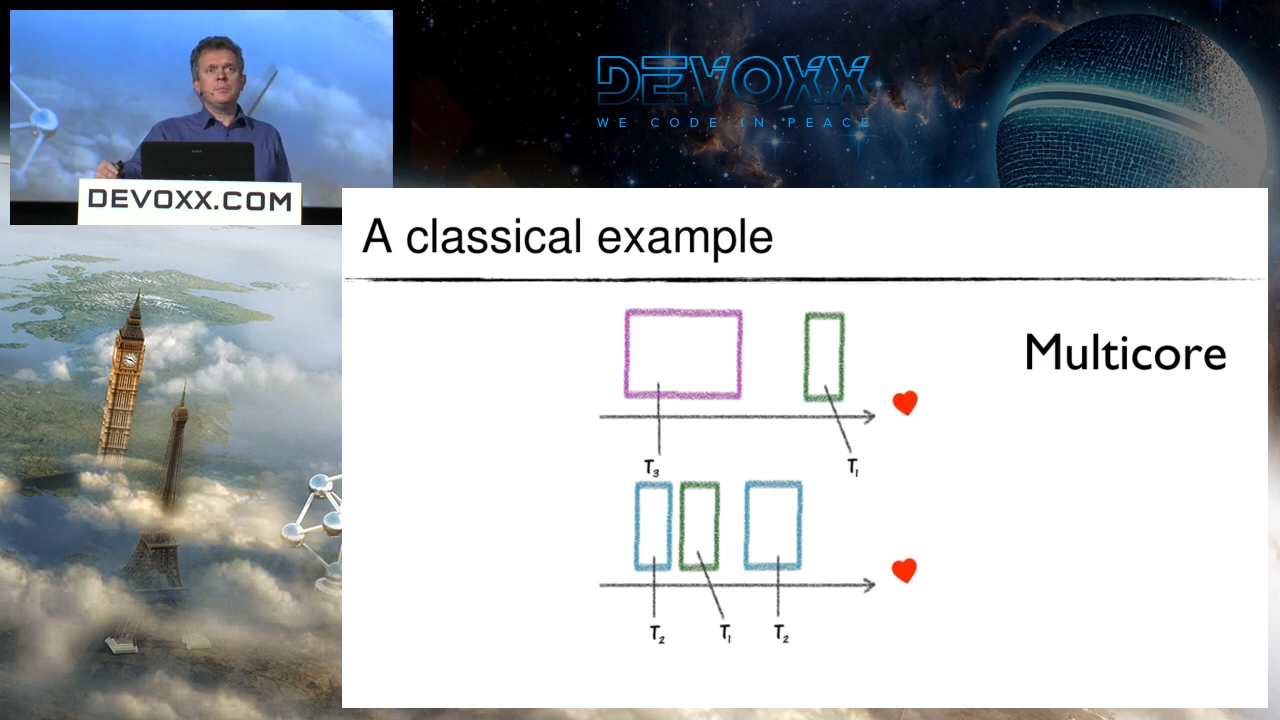 DEVOXX
WE CODE IN PEACE
DEVOXX.COM
A classical example
Multicore
T3 T1
T2 T1 T2